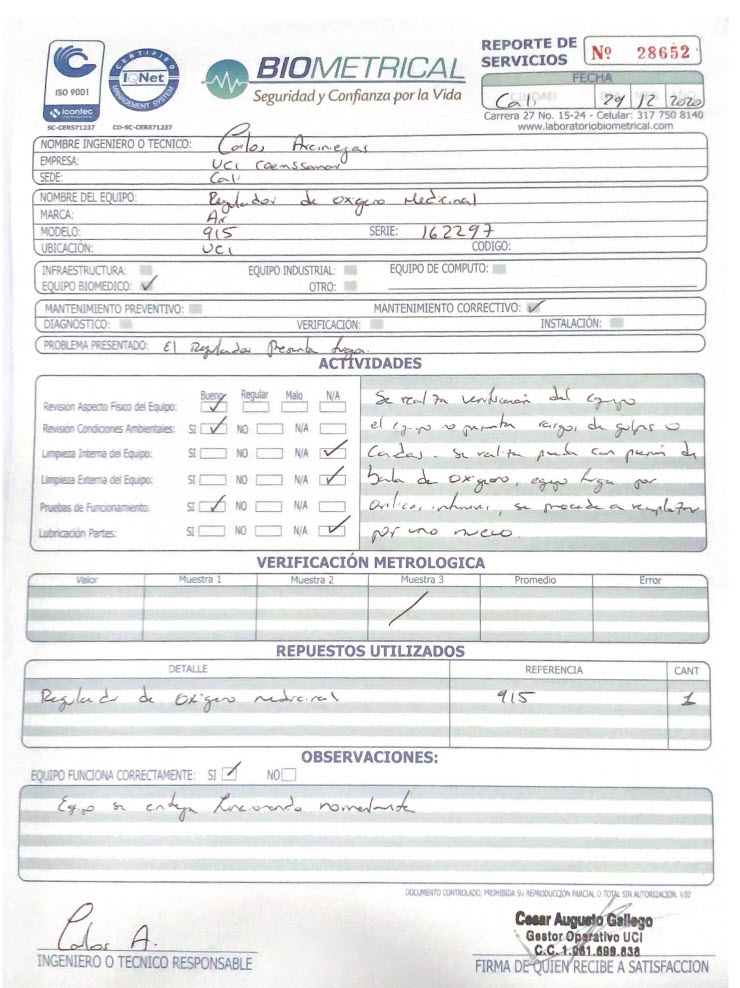 ISO 9001
icontec
SC-CER571237
CERTIFIED
IQNet
MANAGEMENT SYSTEM
CO-SC-CER571237
BIOMETRICAL
Seguridad y Confianza por la Vida
REPORTE DE SERVICIOS Nº 28652
FECHA
Cali 29 12 2020
Carrera 27 No. 15-24 - Celular: 317 750 8140
www.laboratoriobiometrical.com
NOMBRE INGENIERO O TECNICO: Carlos Arciniegas
EMPRESA: UCI
SEDE: Cali
NOMBRE DEL EQUIPO: Regulador de oxigeno Medicinal
MARCA:
MODELO: 915 SERIE: 162297
UBICACIÓN: UCI CODIGO:
INFRAESTRUCTURA: EQUIPO INDUSTRIAL: EQUIPO DE COMPUTO:
EQUIPO BIOMEDICO: ✓ OTRO:
MANTENIMIENTO PREVENTIVO: MANTENIMIENTO CORRECTIVO: ✓
DIAGNOSTICO: VERIFICACIÓN: INSTALACIÓN:
PROBLEMA PRESENTADO: El Regulador Presenta fuga.
ACTIVIDADES
Bueno Regular Malo N/A
Revisión Aspecto Físico del Equipo: ✓
Revisión Condiciones Ambientales: SI ✓ NO N/A
Limpieza Interna del Equipo: SI NO N/A ✓
Limpieza Externa del Equipo: SI NO N/A ✓
Pruebas de Funcionamiento: SI ✓ NO N/A
Lubricación Partes: SI NO N/A ✓
Se realiza verificacion del equipo
el equipo no presenta rasgos de golpes o
Caidas. Se realiza prueba con presion de
bala de oxigeno, equipo fuga por
orificios internos, se procede a remplazar
por uno nuevo.
VERIFICACIÓN METROLOGICA
Valor Muestra 1 Muestra 2 Muestra 3 Promedio Error
REPUESTOS UTILIZADOS
DETALLE REFERENCIA CANT
Regulador de oxigeno medicinal 915 1
OBSERVACIONES:
EQUIPO FUNCIONA CORRECTAMENTE: SI ✓ NO
Equipo se entrega funcionando normalmente
DOCUMENTO CONTROLADO, PROHIBIDA SU REPRODUCCIÓN PARCIAL O TOTAL SIN AUTORIZACIÓN. V.02
Carlos A.
INGENIERO O TECNICO RESPONSABLE
Cesar Augusto Gallego
Gestor Operativo UCI
C.C. 1.061.699.838
FIRMA DE QUIEN RECIBE A SATISFACCION